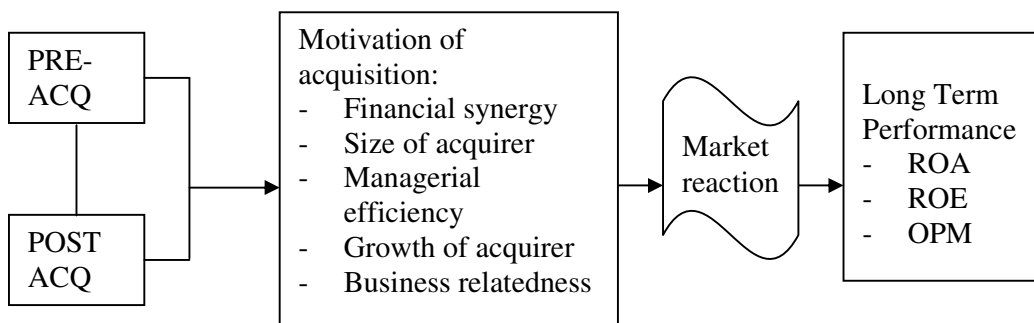 PRE-
ACQ
POST
ACQ
Motivation of
acquisition:
- Financial synergy
- Size of acquirer
- Managerial
efficiency
- Growth of acquirer
- Business relatedness
Market
reaction
Long Term
Performance
- ROA
- ROE
- OPM